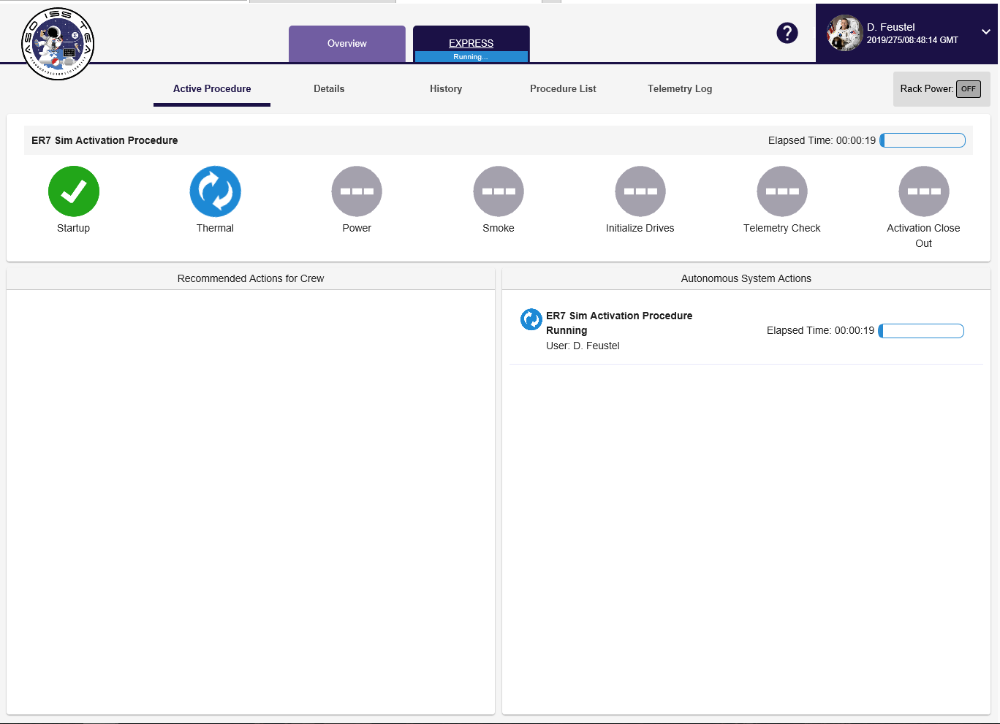 ASO ISS TEA
Overview
EXPRESS
Running...
?
D. Feustel
2019/275/08:48:14 GMT
Active Procedure
Details
History
Procedure List
Telemetry Log
Rack Power: OFF
ER7 Sim Activation Procedure
Elapsed Time: 00:00:19
Startup
Thermal
Power
Smoke
Initialize Drives
Telemetry Check
Activation Close
Out
Recommended Actions for Crew
Autonomous System Actions
ER7 Sim Activation Procedure
Running
Elapsed Time: 00:00:19
User: D. Feustel